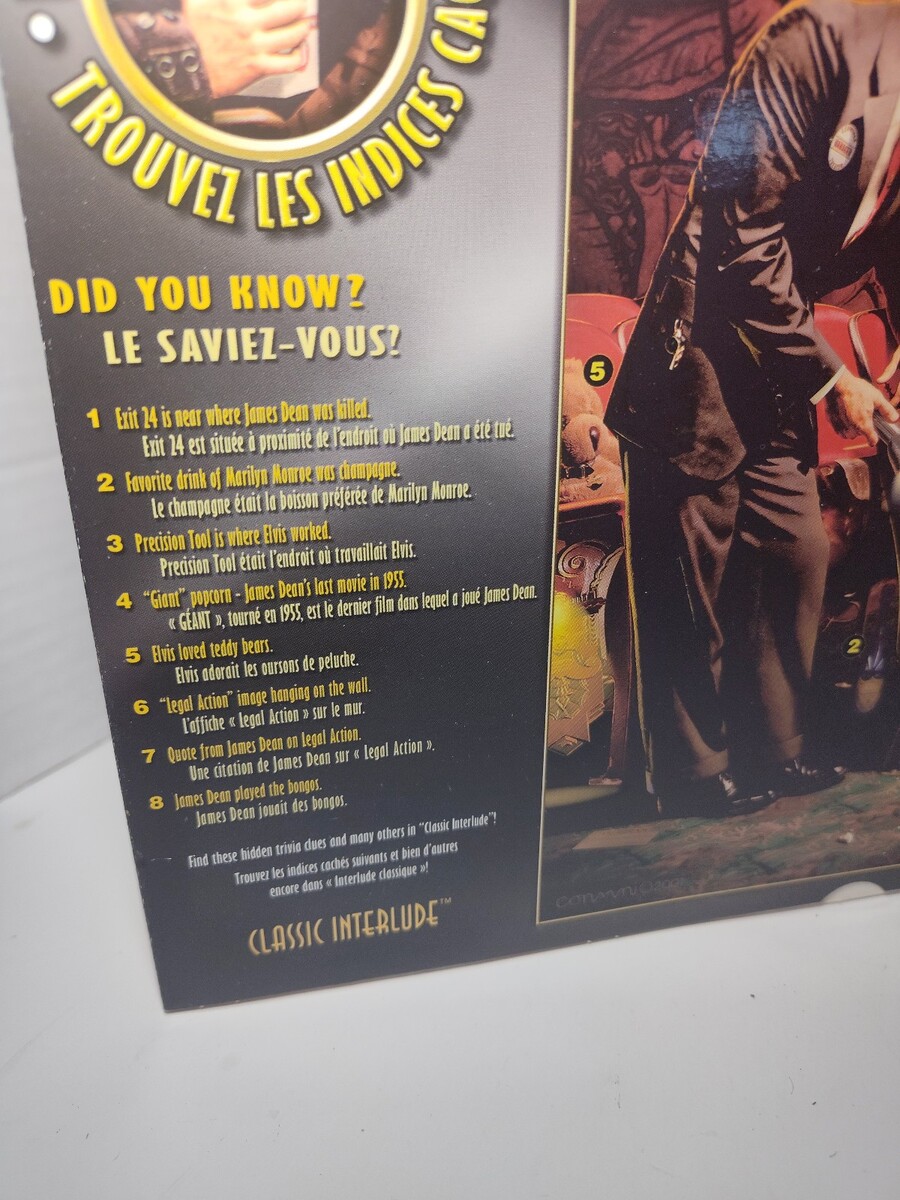 TROUVEZ LES INDICES
DID YOU KNOW?
LE SAVIEZ-VOUS?
1 Exit 24 is near where James Dean was killed.
Exit 24 est située à proximité de l'endroit où James Dean a été tué.
2 Favorite drink of Marilyn Monroe was champagne.
Le champagne était la boisson préférée de Marilyn Monroe.
3 Precision Tool is where Elvis worked.
Precision Tool était l'endroit où travaillait Elvis.
4 "Giant" popcorn - James Dean's last movie in 1955.
« GÉANT », tourné en 1955, est le dernier film dans lequel a joué James Dean.
5 Elvis loved teddy bears.
Elvis adorait les oursons de peluche.
6 "Legal Action" image hanging on the wall.
L'affiche « Legal Action » sur le mur.
7 Quote from James Dean on Legal Action.
Une citation de James Dean sur « Legal Action ».
8 James Dean played the bongos.
James Dean jouait des bongos.
Find these hidden trivia clues and many others in "Classic Interlude"!
Trouvez les indices cachés suivants et bien d'autres
encore dans « Interlude classique »!
CLASSIC INTERLUDE™
5
2